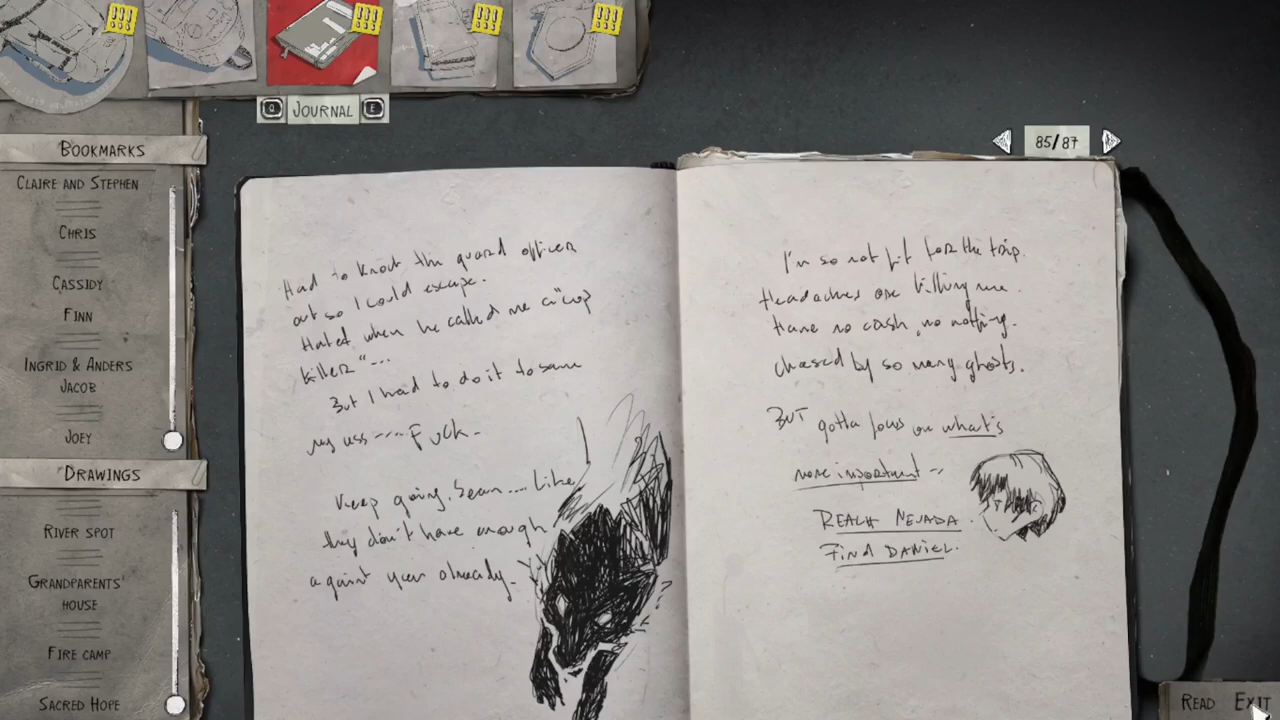 Q JOURNAL E
BOOKMARKS
CLAIRE AND STEPHEN
CHRIS
CASSIDY
FINN
INGRID & ANDERS
JACOB
JOEY
DRAWINGS
RIVER SPOT
GRANDPARENTS'
HOUSE
FIRE CAMP
SACRED HOPE
Had to knock the guard officer
out so I could escape.
Hated when he called me a "cop
killer"...
But I had to do it to save
my ass --- Fuck.
Keep going, Sean.... Like
they don't have enough
against you already.
85/87
I'm so not fit for the trip.
Headaches are killing me.
Have no cash, no nothing.
chased by so many ghosts.
BUT gotta focus on what's
more important --
REACH NEVADA.
FIND DANIEL.
READ EXIT